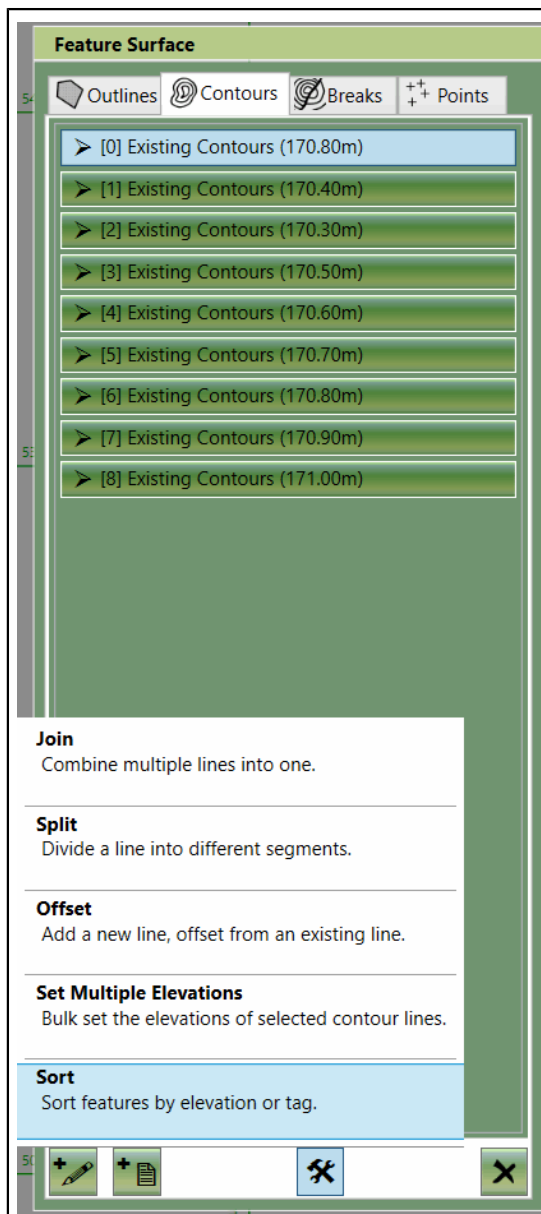 Feature Surface
Outlines Contours Breaks Points
54
[0] Existing Contours (170.80m)
[1] Existing Contours (170.40m)
[2] Existing Contours (170.30m)
[3] Existing Contours (170.50m)
[4] Existing Contours (170.60m)
[5] Existing Contours (170.70m)
[6] Existing Contours (170.80m)
[7] Existing Contours (170.90m)
53
[8] Existing Contours (171.00m)
Join
Combine multiple lines into one.
Split
Divide a line into different segments.
Offset
Add a new line, offset from an existing line.
Set Multiple Elevations
Bulk set the elevations of selected contour lines.
Sort
Sort features by elevation or tag.
50